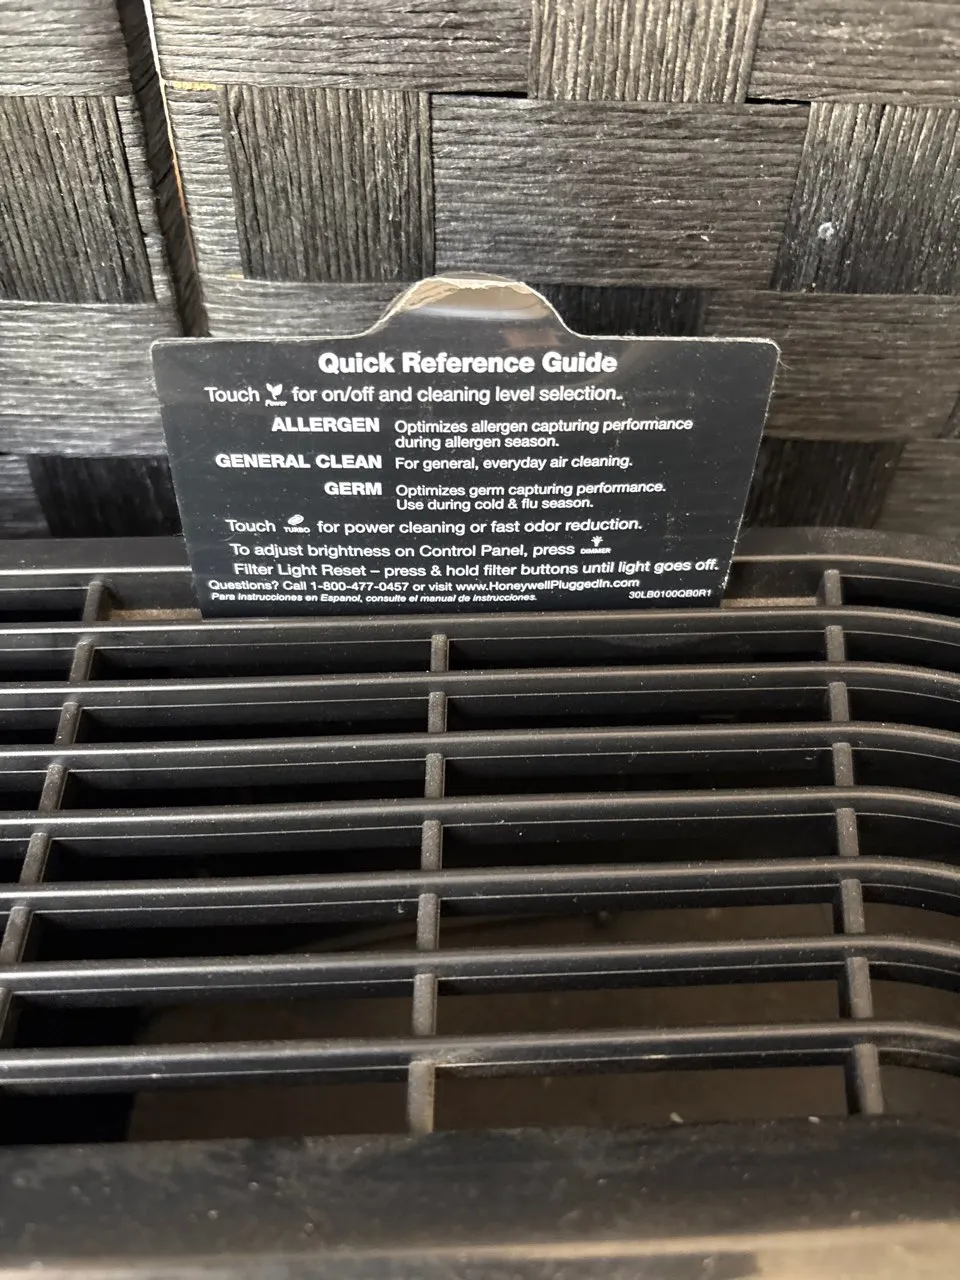 Quick Reference Guide
Touch Power for on/off and cleaning level selection.
ALLERGEN Optimizes allergen capturing performance
during allergen season.
GENERAL CLEAN For general, everyday air cleaning.
GERM Optimizes germ capturing performance.
Use during cold & flu season.
Touch TURBO for power cleaning or fast odor reduction.
To adjust brightness on Control Panel, press DIMMER
Filter Light Reset – press & hold filter buttons until light goes off.
Questions? Call 1-800-477-0457 or visit www.HoneywellPluggedIn.com
Para Instrucciones en Espanol, consulte el manual de instrucciones.
30LB0100QB0R1